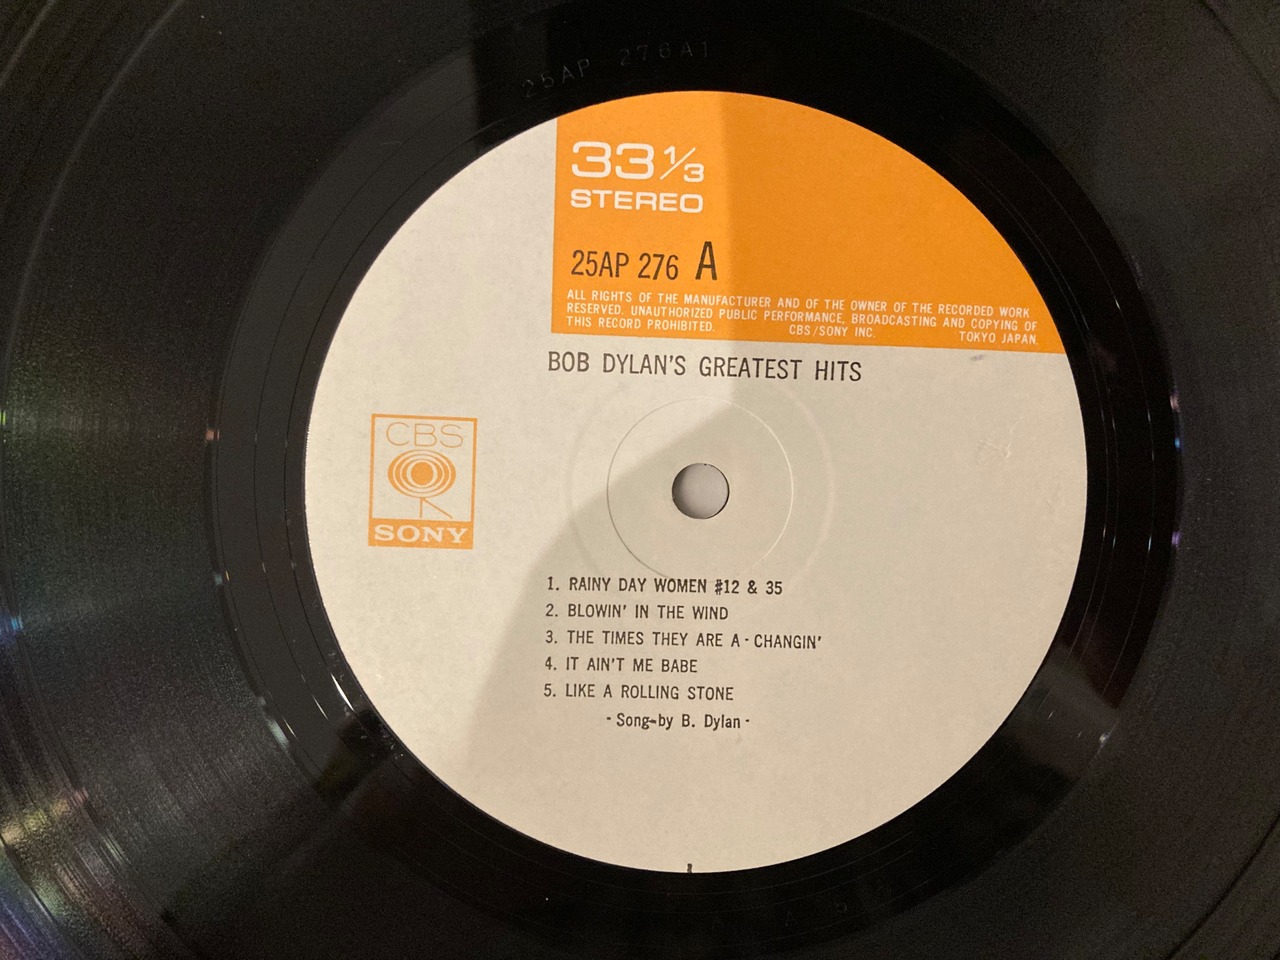 25AP 276A1
33 1/3
STEREO
25AP 276 A
ALL RIGHTS OF THE MANUFACTURER AND OF THE OWNER OF THE RECORDED WORK
RESERVED. UNAUTHORIZED PUBLIC PERFORMANCE, BROADCASTING AND COPYING OF
THIS RECORD PROHIBITED. CBS/SONY INC. TOKYO JAPAN.
BOB DYLAN'S GREATEST HITS
CBS
SONY
1. RAINY DAY WOMEN #12 & 35
2. BLOWIN' IN THE WIND
3. THE TIMES THEY ARE A-CHANGIN'
4. IT AIN'T ME BABE
5. LIKE A ROLLING STONE
- Song-by B. Dylan -